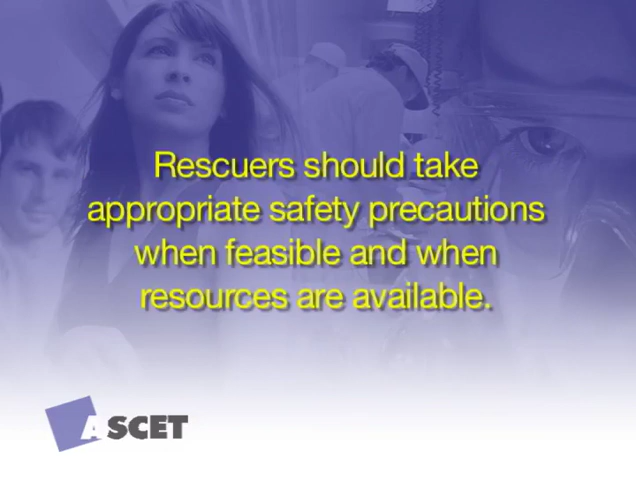 Rescuers should take
appropriate safety precautions
when feasible and when
resources are available.
ASCET